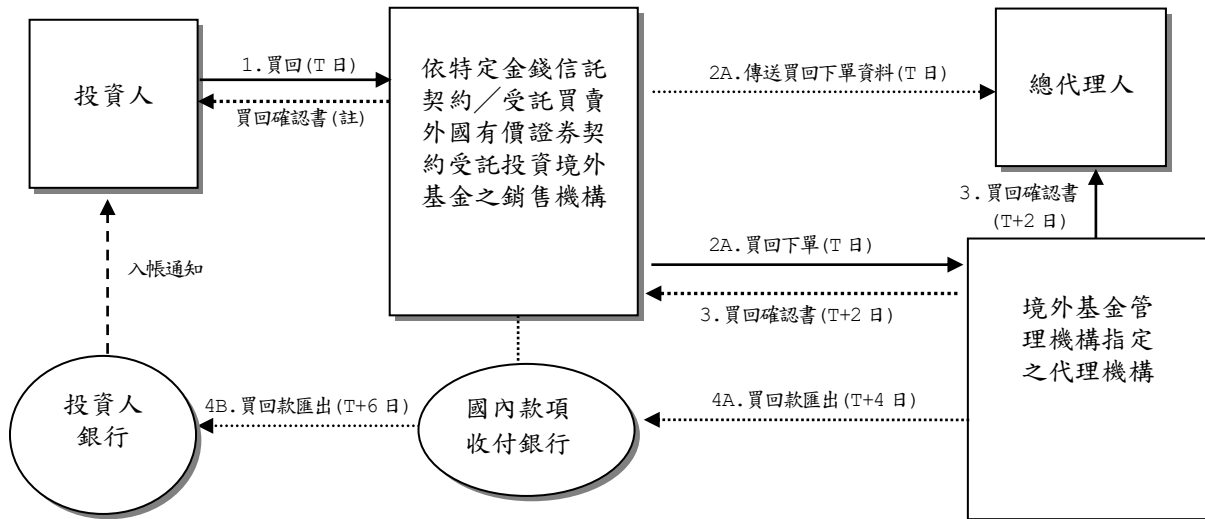 投資人
1.買回(T 日)
買回確認書(註)
依特定金錢信託
契約／受託買賣
外國有價證券契
約受託投資境外
基金之銷售機構
2A.傳送買回下單資料(T 日)
總代理人
3.買回確認書
(T+2 日)
2A.買回下單(T 日)
3.買回確認書(T+2 日)
境外基金管
理機構指定
之代理機構
入帳通知
投資人
銀行
4B.買回款匯出(T+6 日)
國內款項
收付銀行
4A.買回款匯出(T+4 日)